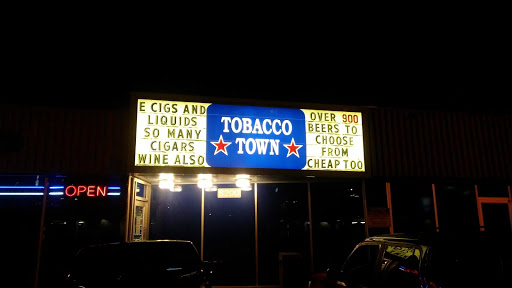 E CIGS AND
LIQUIDS
SO MANY
CIGARS
WINE ALSO
TOBACCO
TOWN
OVER 900
BEERS TO
CHOOSE
FROM
CHEAP TOO
OPEN